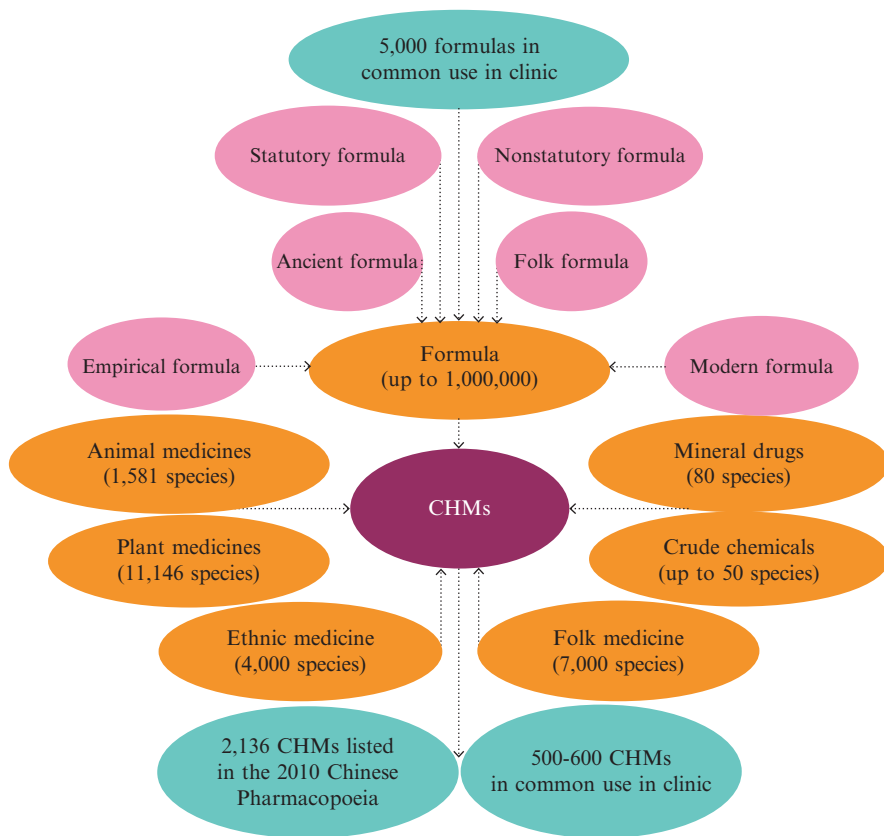 5,000 formulas in
common use in clinic
Statutory formula
Nonstatutory formula
Ancient formula
Folk formula
Empirical formula
Formula
(up to 1,000,000)
Modern formula
Animal medicines
(1,581 species)
Mineral drugs
(80 species)
CHMs
Plant medicines
(11,146 species)
Crude chemicals
(up to 50 species)
Ethnic medicine
(4,000 species)
Folk medicine
(7,000 species)
2,136 CHMs listed
in the 2010 Chinese
Pharmacopoeia
500-600 CHMs
in common use in clinic